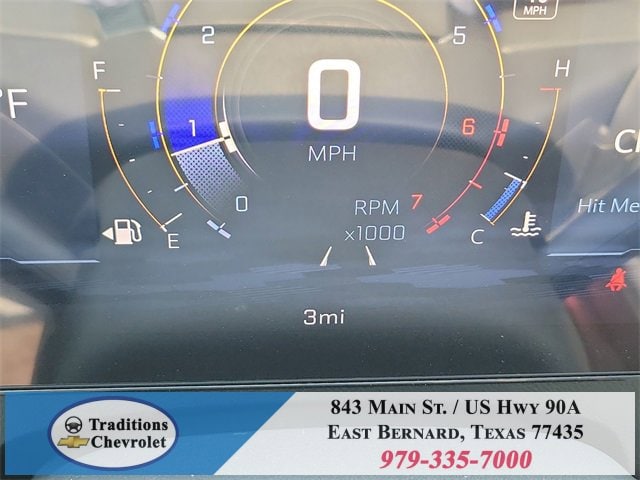 MPH
2
5
F
H
°F
0
1
6
MPH
0
RPM
7
x1000
E
C
Hit Me
3mi
Traditions
Chevrolet
843 Main St. / US Hwy 90A
East Bernard, Texas 77435
979-335-7000